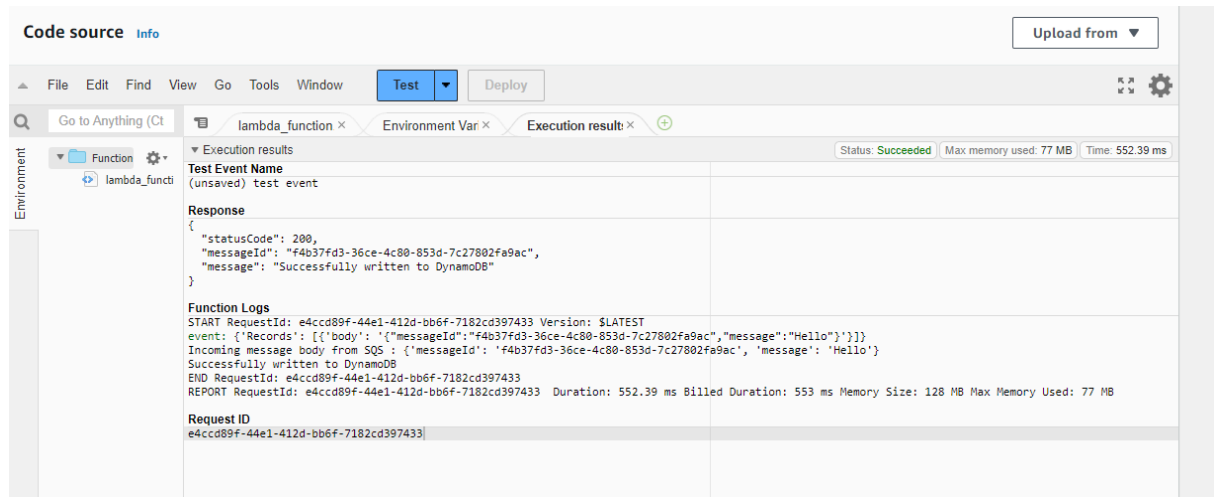 Code source Info
Upload from ▼
File Edit Find View Go Tools Window Test Deploy
Go to Anything (Ct
lambda_function × Environment Vari × Execution results ×
Environment
Function
lambda_functi
▼ Execution results
Status: Succeeded Max memory used: 77 MB Time: 552.39 ms
Test Event Name
(unsaved) test event
Response
{
"statusCode": 200,
"messageId": "f4b37fd3-36ce-4c80-853d-7c27802fa9ac",
"message": "Successfully written to DynamoDB"
}
Function Logs
START RequestId: e4ccd89f-44e1-412d-bb6f-7182cd397433 Version: $LATEST
event: {'Records': [{'body': '{"messageId":"f4b37fd3-36ce-4c80-853d-7c27802fa9ac","message":"Hello"}'}]}
Incoming message body from SQS : {'messageId': 'f4b37fd3-36ce-4c80-853d-7c27802fa9ac', 'message': 'Hello'}
Successfully written to DynamoDB
END RequestId: e4ccd89f-44e1-412d-bb6f-7182cd397433
REPORT RequestId: e4ccd89f-44e1-412d-bb6f-7182cd397433 Duration: 552.39 ms Billed Duration: 553 ms Memory Size: 128 MB Max Memory Used: 77 MB
Request ID
e4ccd89f-44e1-412d-bb6f-7182cd397433